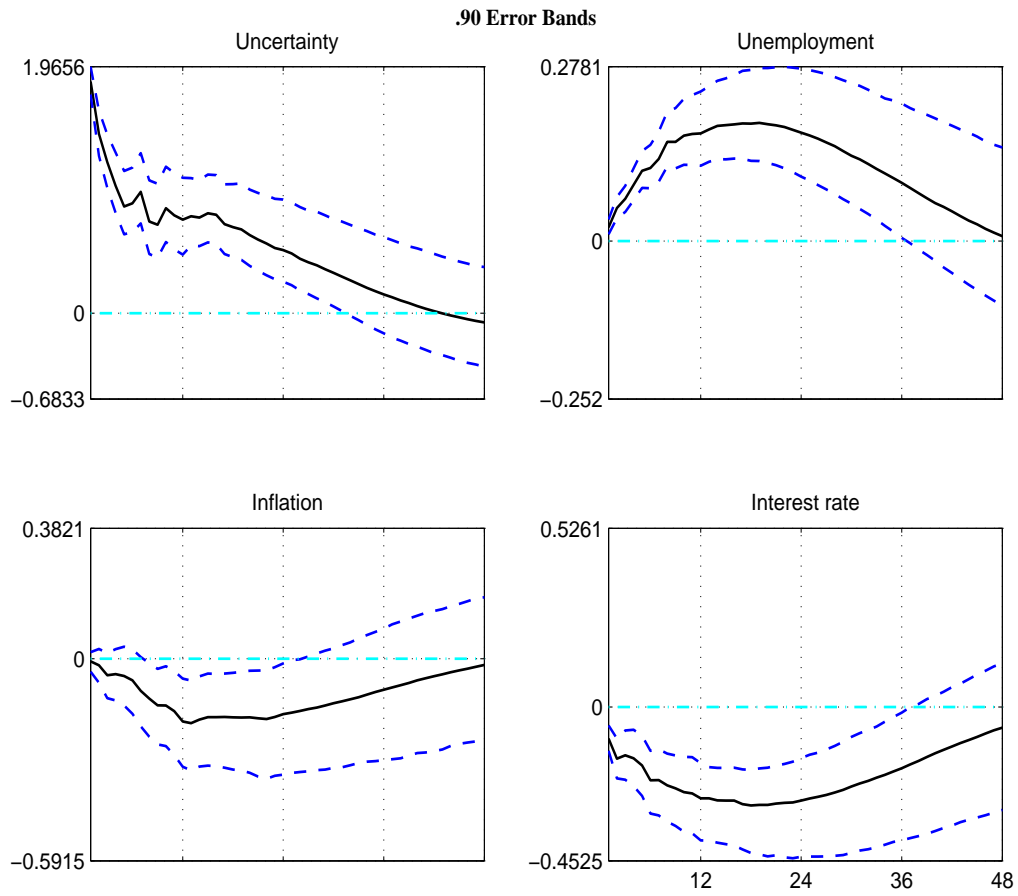 .90 Error Bands
Uncertainty
Unemployment
1.9656
0
−0.6833
0.2781
0
−0.252
Inflation
Interest rate
0.3821
0
−0.5915
0.5261
0
−0.4525
12 24 36 48